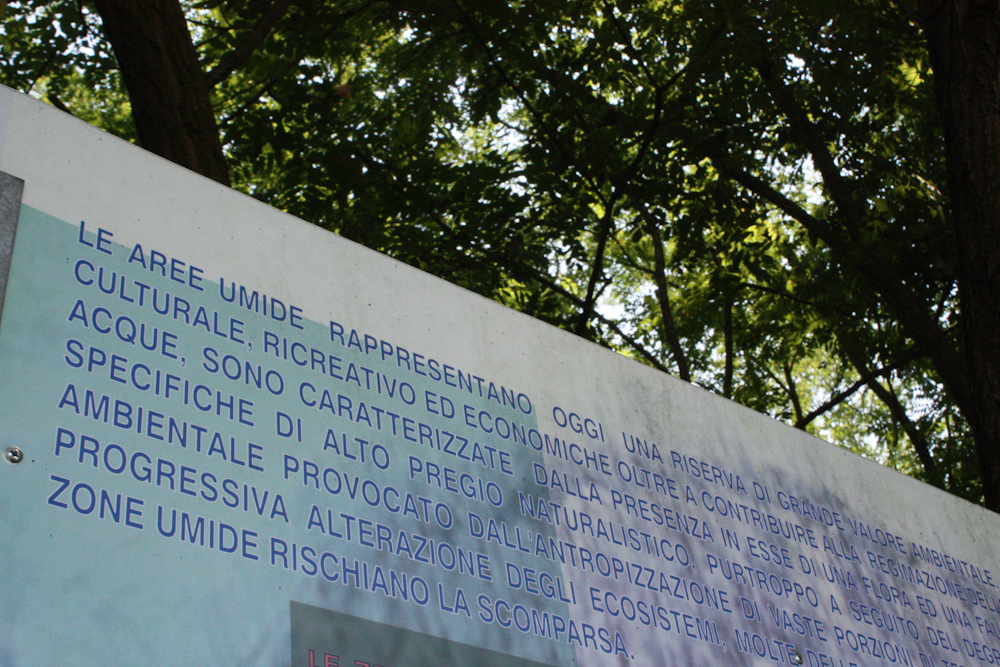 LE AREE UMIDE RAPPRESENTANO OGGI UNA RISERVA DI GRANDE VALORE AMBIENTALE,
CULTURALE, RICREATIVO ED ECONOMICHE OLTRE A CONTRIBUIRE ALLA REGIMAZIONE
ACQUE, SONO CARATTERIZZATE DALLA PRESENZA IN ESSE DI UNA FLORA ED UNA
SPECIFICHE DI ALTO PREGIO NATURALISTICO. PURTROPPO A SEGUITO DEL
AMBIENTALE PROVOCATO DALL'ANTROPIZZAZIONE DI VASTE PORZIONI
PROGRESSIVA ALTERAZIONE DEGLI ECOSISTEMI, MOLTE
ZONE UMIDE RISCHIANO LA SCOMPARSA.
LE